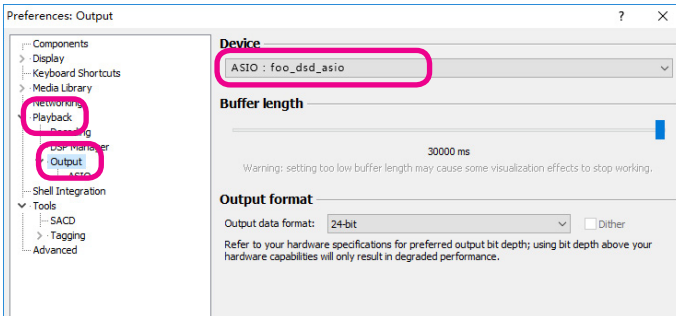 Preferences: Output
? ×
Components
Display
Keyboard Shortcuts
Media Library
Networking
Playback
Decoding
DSP Manager
Output
ASIO
Shell Integration
Tools
SACD
Tagging
Advanced
Device
ASIO : foo_dsd_asio
Buffer length
30000 ms
Warning: setting too low buffer length may cause some visualization effects to stop working.
Output format
Output data format: 24-bit Dither
Refer to your hardware specifications for preferred output bit depth; using bit depth above your
hardware capabilities will only result in degraded performance.